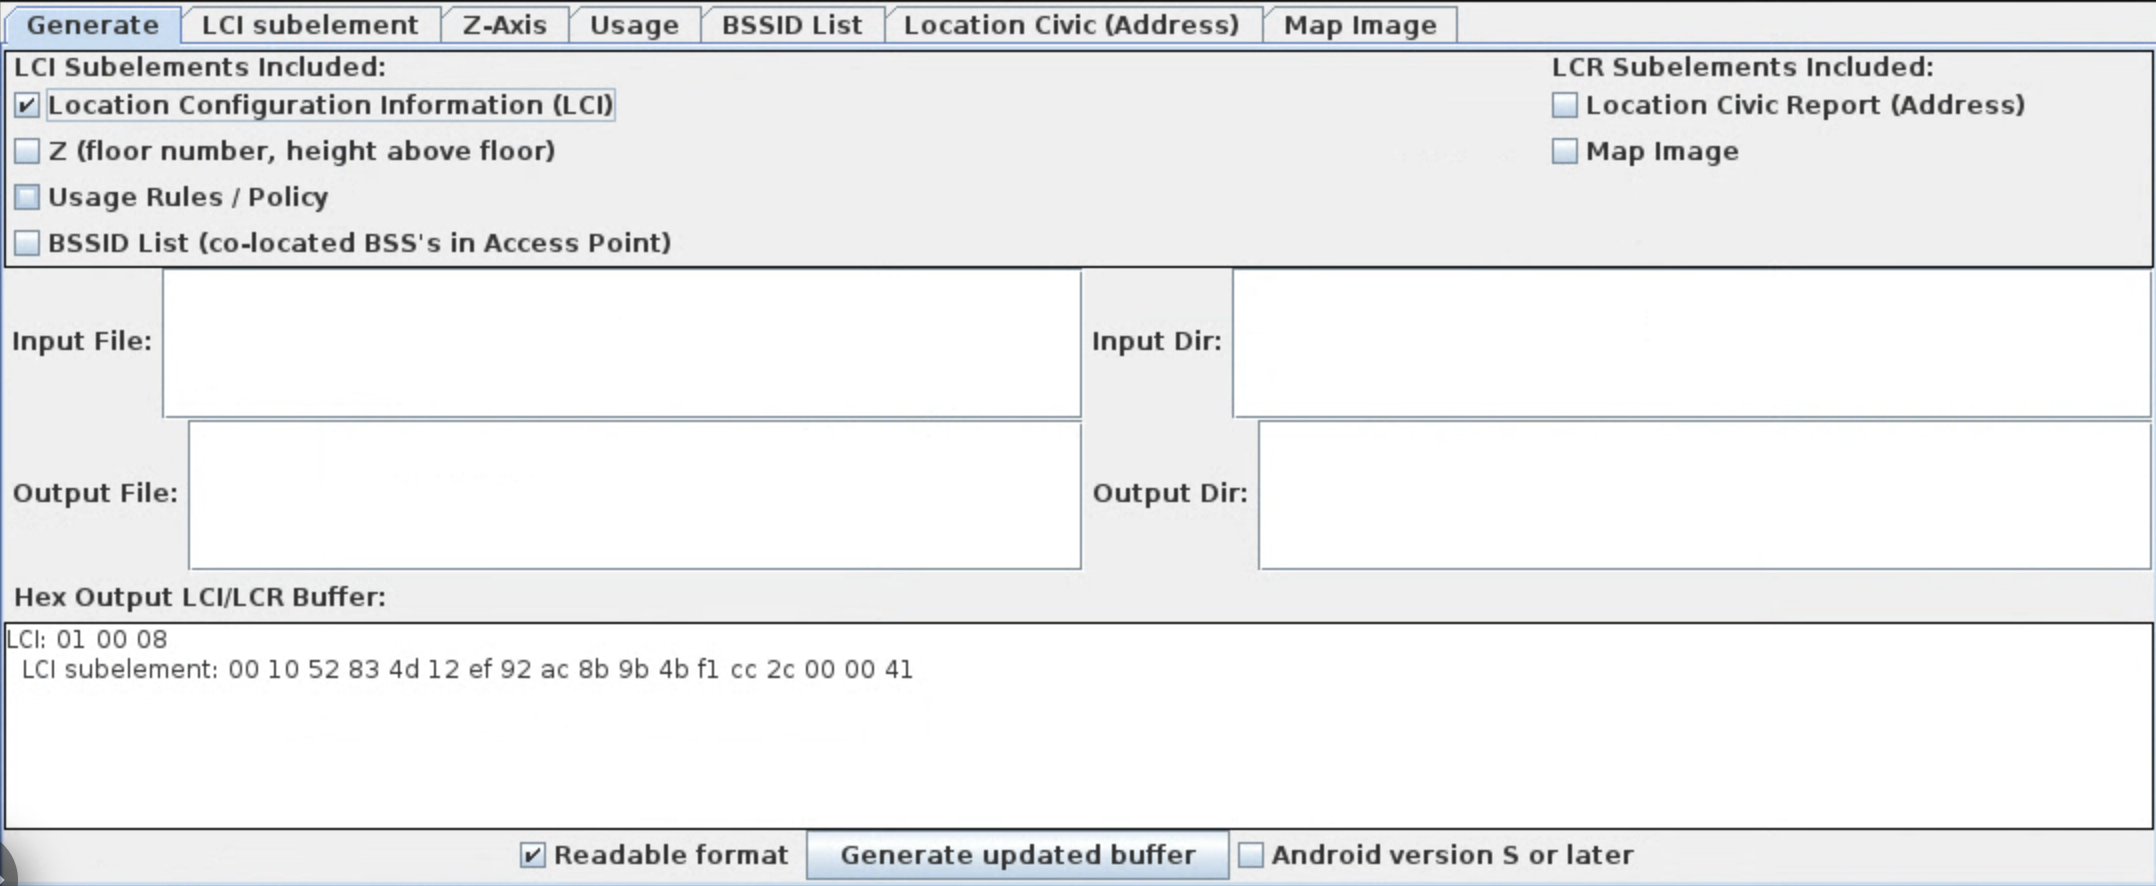 Generate LCI subelement Z-Axis Usage BSSID List Location Civic (Address) Map Image
LCI Subelements Included: LCR Subelements Included:
Location Configuration Information (LCI) Location Civic Report (Address)
Z (floor number, height above floor) Map Image
Usage Rules / Policy
BSSID List (co-located BSS's in Access Point)
Input File: Input Dir:
Output File: Output Dir:
Hex Output LCI/LCR Buffer:
LCI: 01 00 08
LCI subelement: 00 10 52 83 4d 12 ef 92 ac 8b 9b 4b f1 cc 2c 00 00 41
Readable format Generate updated buffer Android version S or later